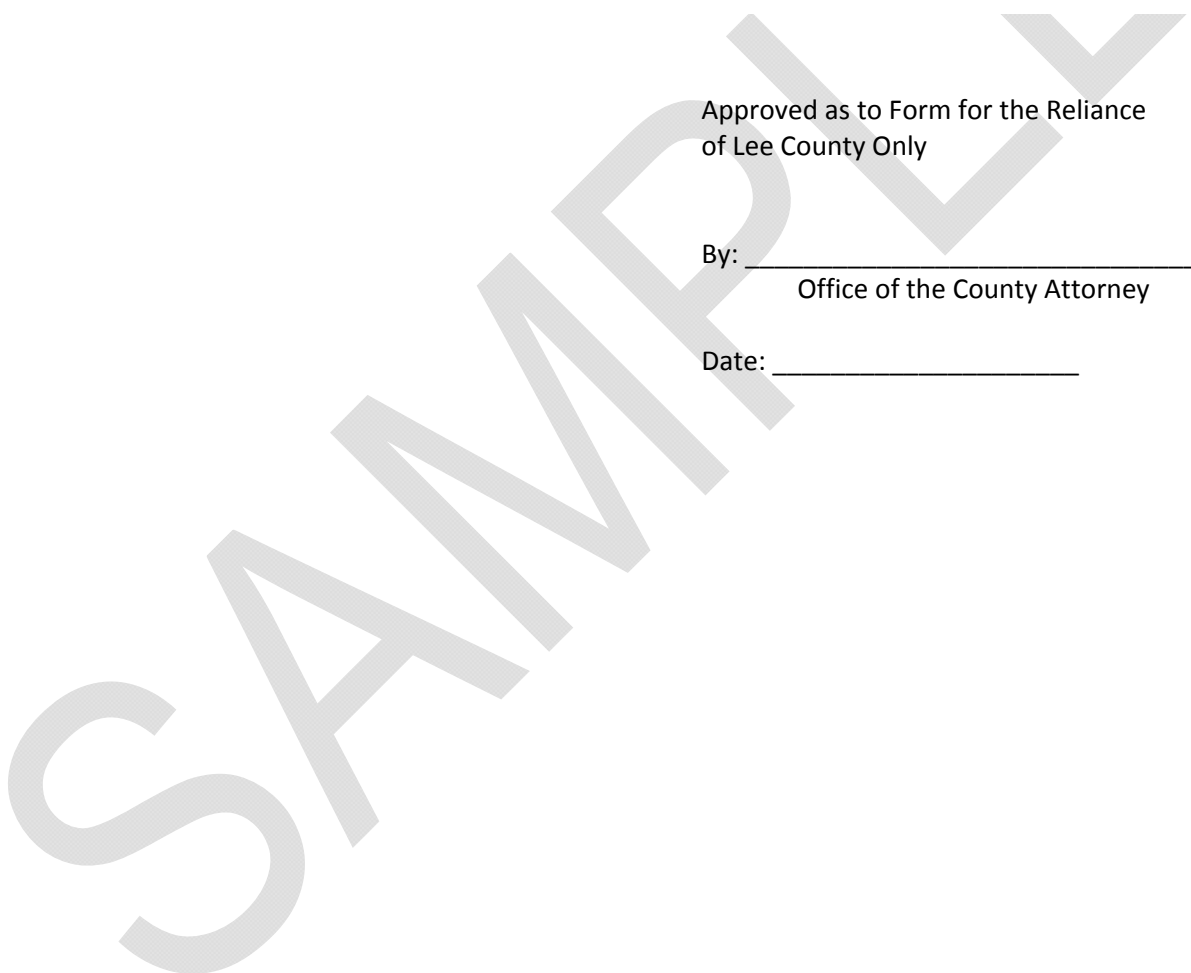 Approved as to Form for the Reliance
of Lee County Only
By: _________________________________
Office of the County Attorney
Date: ______________________
SAMPLE